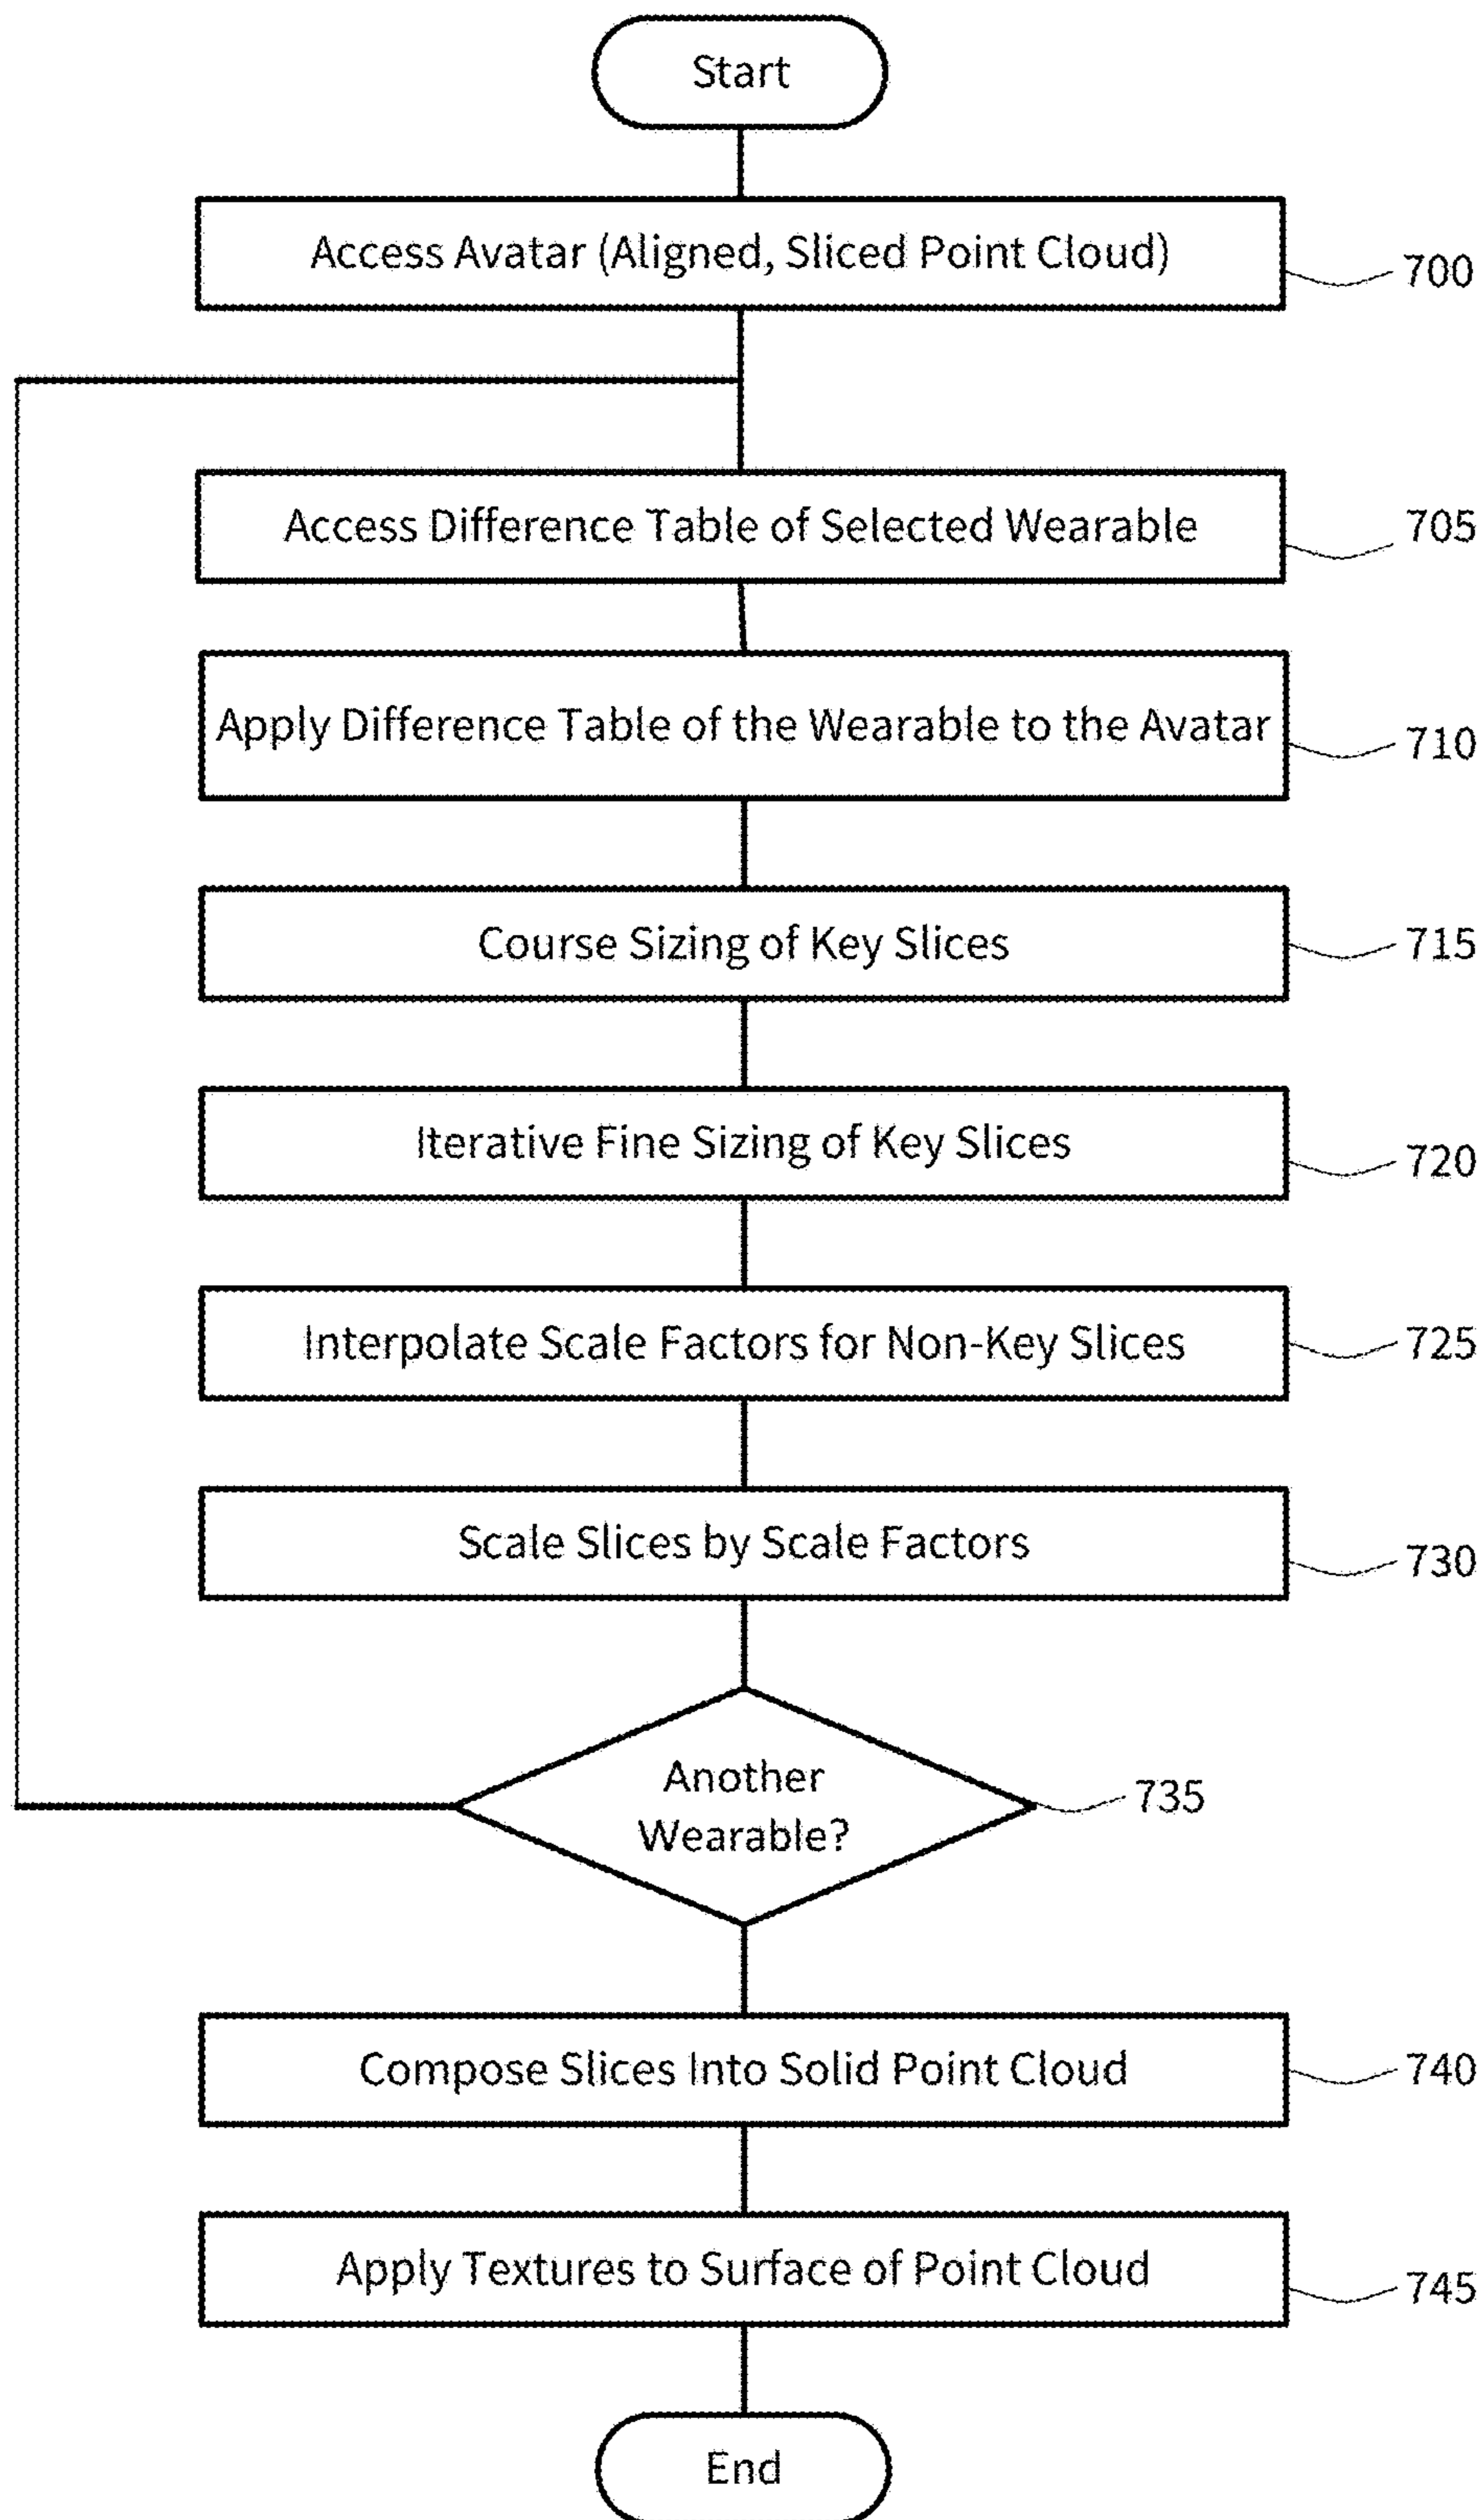 Start
Access Avatar (Aligned, Sliced Point Cloud)
700
Access Difference Table of Selected Wearable
705
Apply Difference Table of the Wearable to the Avatar
710
Course Sizing of Key Slices
715
Iterative Fine Sizing of Key Slices
720
Interpolate Scale Factors for Non-Key Slices
725
Scale Slices by Scale Factors
730
Another
Wearable?
735
Compose Slices Into Solid Point Cloud
740
Apply Textures to Surface of Point Cloud
745
End